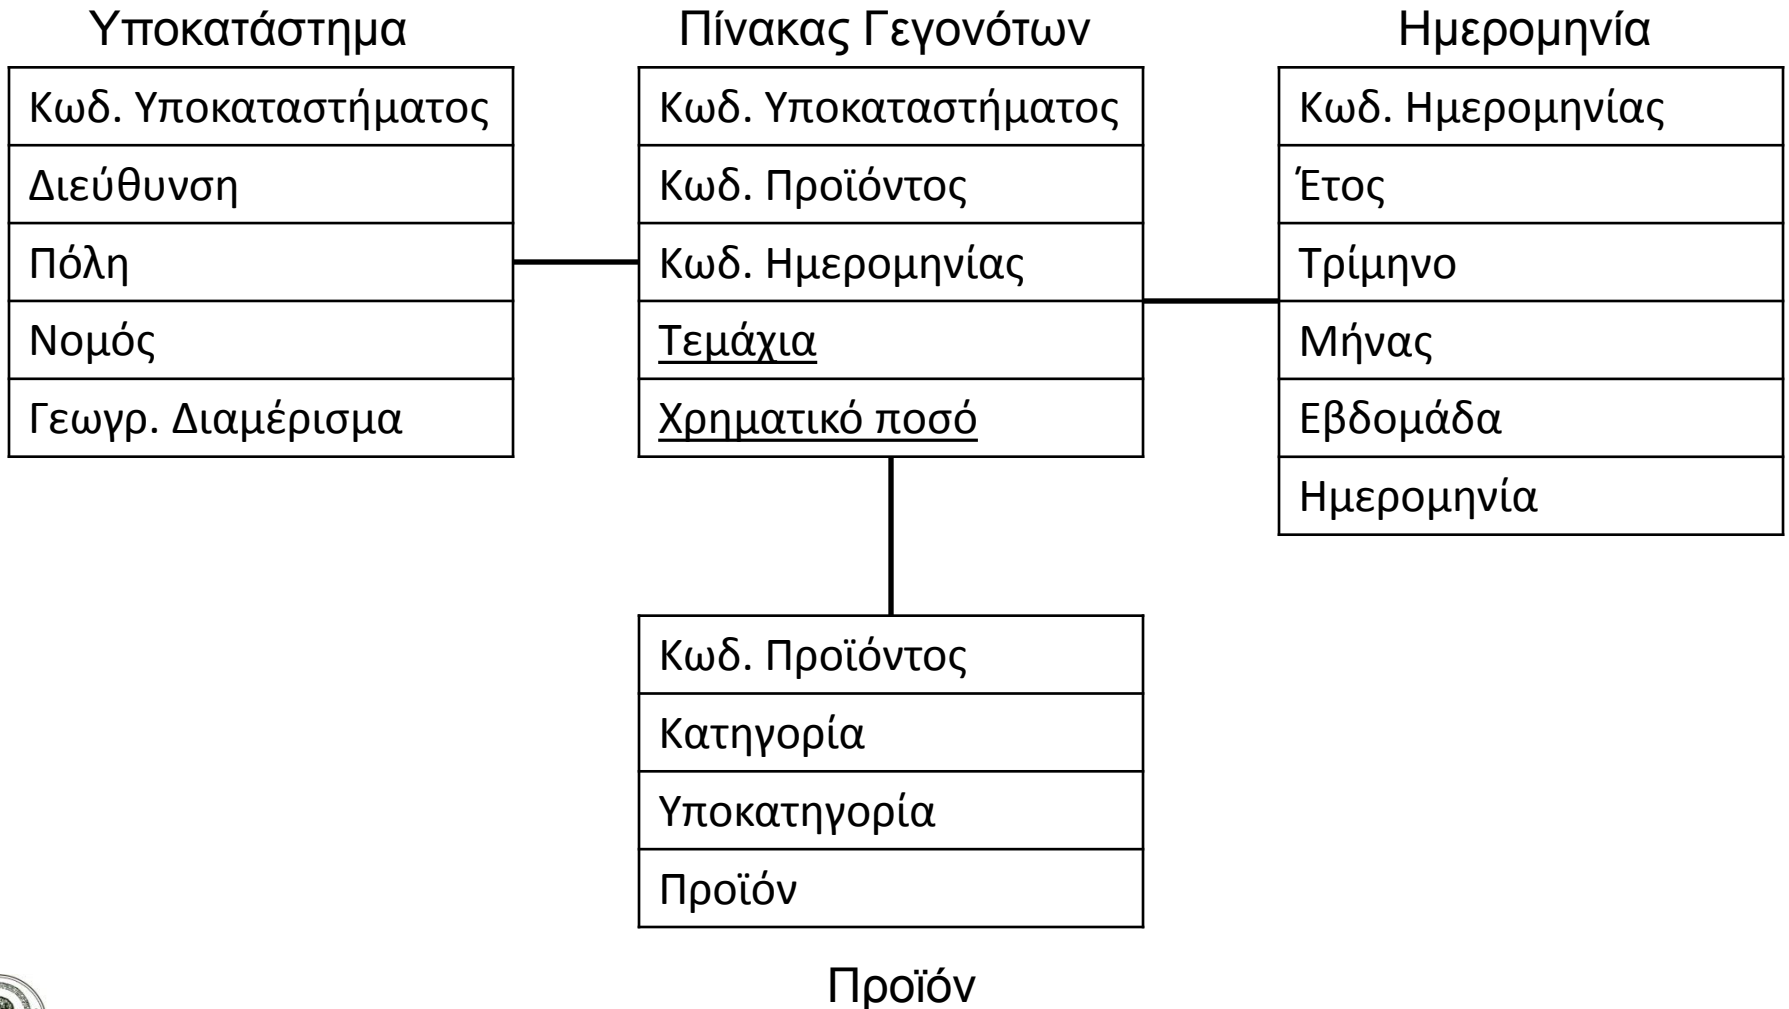 Υποκατάστημα
Κωδ. Υποκαταστήματος
Διεύθυνση
Πόλη
Νομός
Γεωγρ. Διαμέρισμα
Πίνακας Γεγονότων
Κωδ. Υποκαταστήματος
Κωδ. Προϊόντος
Κωδ. Ημερομηνίας
Τεμάχια
Χρηματικό ποσό
Ημερομηνία
Κωδ. Ημερομηνίας
Έτος
Τρίμηνο
Μήνας
Εβδομάδα
Ημερομηνία
Κωδ. Προϊόντος
Κατηγορία
Υποκατηγορία
Προϊόν
Προϊόν